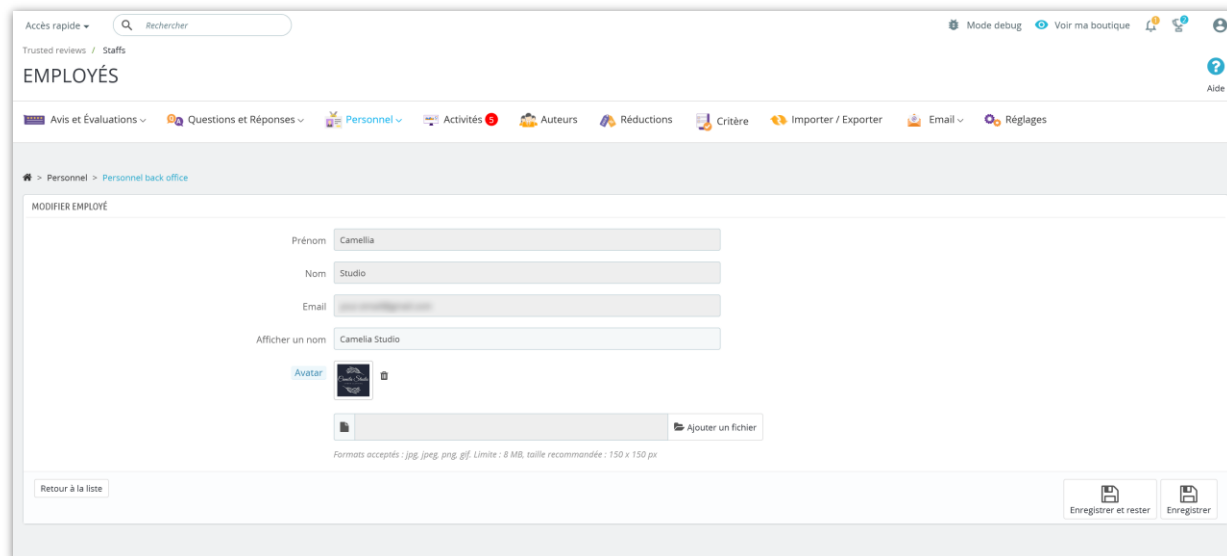 Accès rapide
Rechercher
Mode debug
Voir ma boutique
1
2
Trusted reviews / Staffs
EMPLOYÉS
Aide
Avis et Évaluations
Questions et Réponses
Personnel
Activités 5
Auteurs
Réductions
Critère
Importer / Exporter
Email
Réglages
> Personnel > Personnel back office
MODIFIER EMPLOYÉ
Prénom Camellia
Nom Studio
Email
Afficher un nom Camelia Studio
Avatar
Ajouter un fichier
Formats acceptés : jpg, jpeg, png, gif. Limite : 8 MB, taille recommandée : 150 x 150 px
Retour à la liste
Enregistrer et rester
Enregistrer